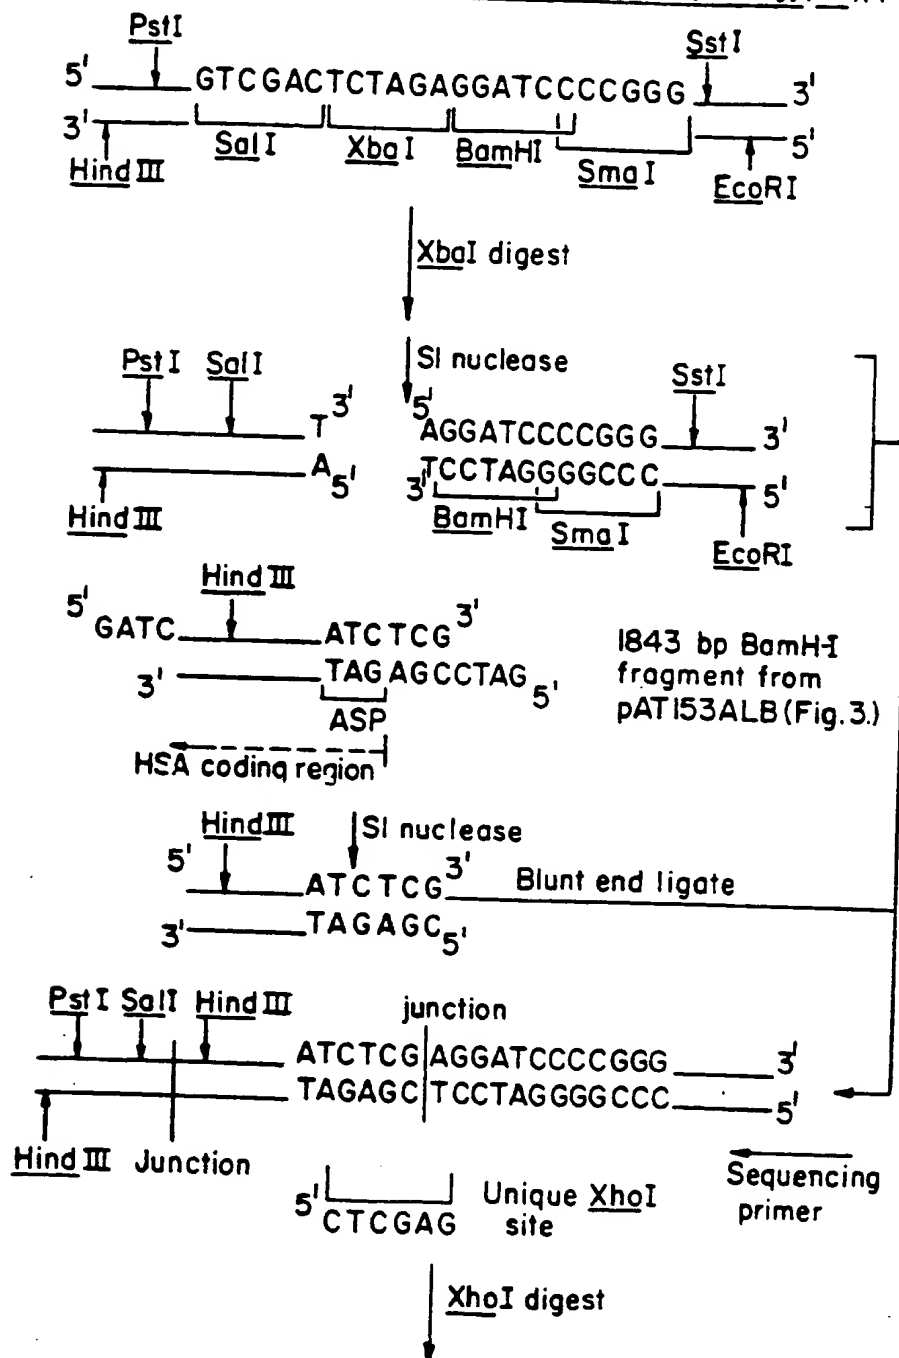 PstI SstI
5' GTCGACTCTAGAGGATCCCCGGG 3'
3' SalI XbaI BamHI SmaI 5'
HindIII EcoRI
XbaI digest
SI nuclease
PstI SalI SstI
T 3' 5' AGGATCCCCGGG 3'
A 5' 3' TCCTAGGGGCCC 5'
HindIII BamHI SmaI EcoRI
HindIII
5' GATC ATCTCG 3'
3' TAGAGCCTAG 5'
ASP
HSA coding region
1843 bp BamH-I
fragment from
pAT153ALB (Fig. 3.)
HindIII SI nuclease
5' ATCTCG 3' Blunt end ligate
3' TAGAGC 5'
PstI SalI HindIII junction
ATCTCG AGGATCCCCGGG 3'
TAGAGC TCCTAGGGGCCC 5'
HindIII Junction
Sequencing
primer
5' CTCGAG
Unique XhoI
site
XhoI digest